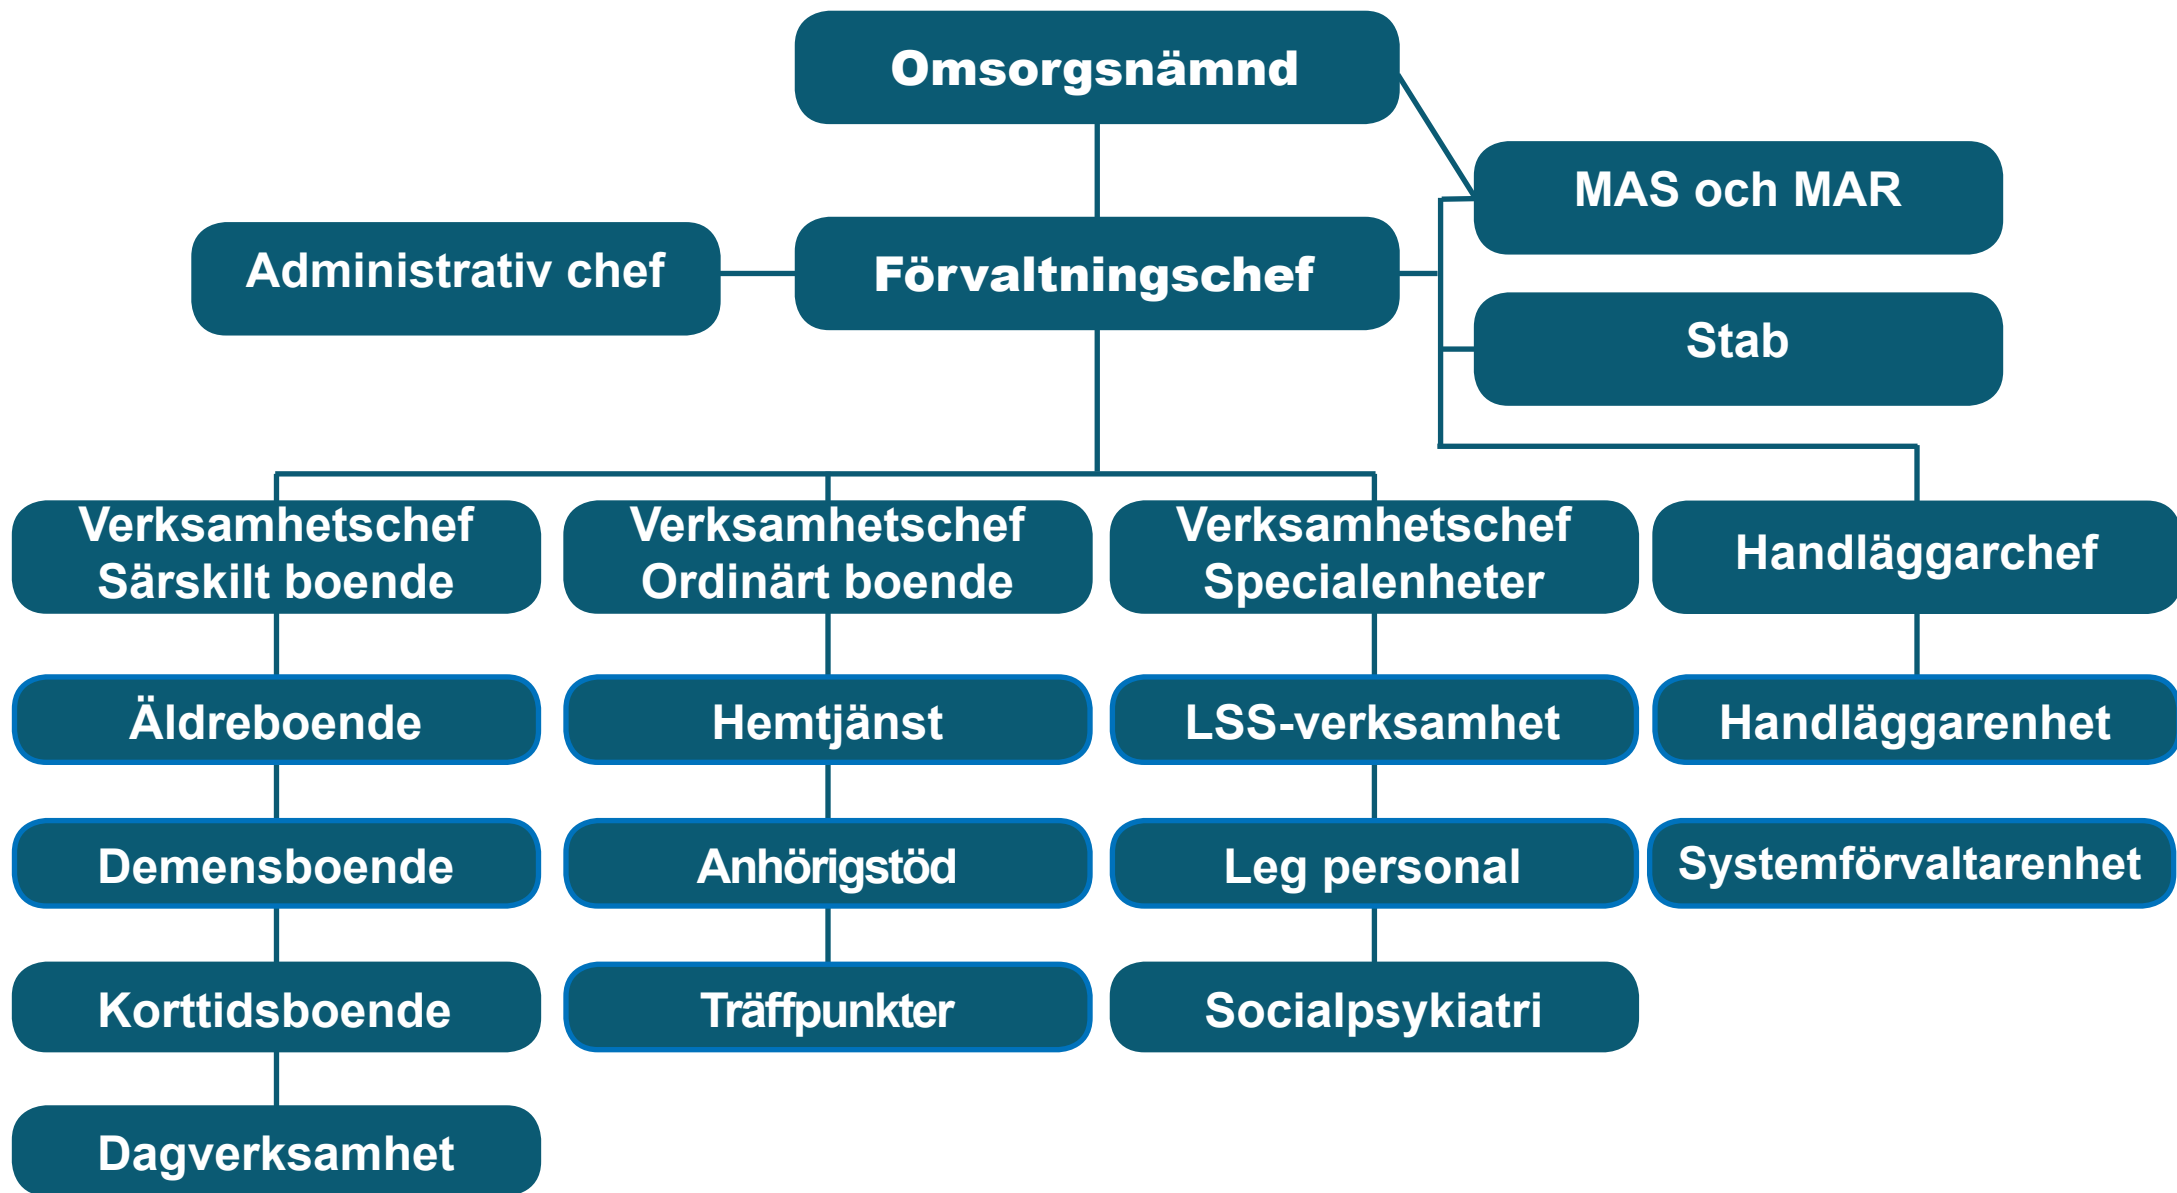 Omsorgsnämnd
MAS och MAR
Administrativ chef
Förvaltningschef
Stab
Verksamhetschef
Särskilt boende
Verksamhetschef
Ordinärt boende
Verksamhetschef
Specialenheter
Handläggarchef
Äldreboende
Hemtjänst
LSS-verksamhet
Handläggarenhet
Demensboende
Anhörigstöd
Leg personal
Systemförvaltarenhet
Korttidsboende
Träffpunkter
Socialpsykiatri
Dagverksamhet